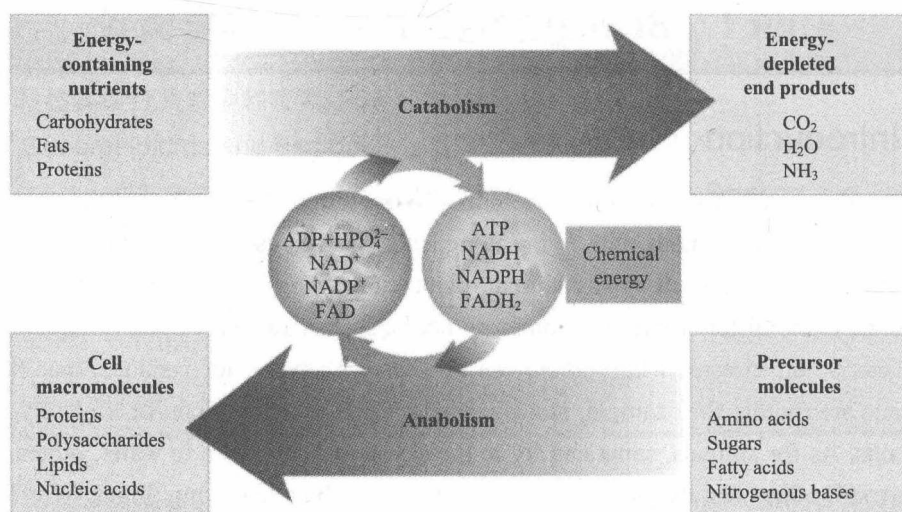 Energy-
containing
nutrients
Carbohydrates
Fats
Proteins
Catabolism
Energy-
depleted
end products
CO₂
H₂O
NH₃
ADP+HPO₄²⁻
NAD⁺
NADP⁺
FAD
ATP
NADH
NADPH
FADH₂
Chemical
energy
Cell
macromolecules
Proteins
Polysaccharides
Lipids
Nucleic acids
Anabolism
Precursor
molecules
Amino acids
Sugars
Fatty acids
Nitrogenous bases